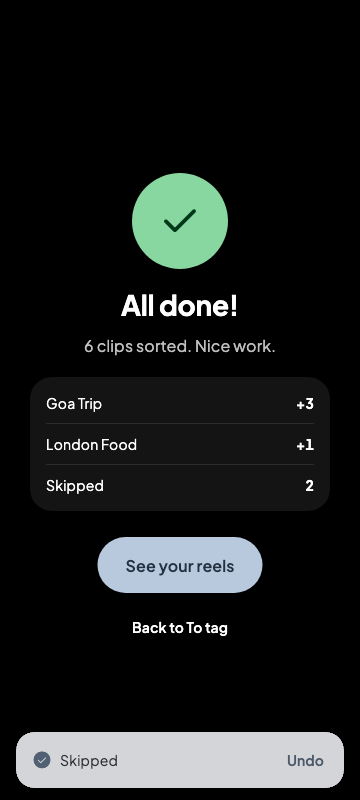 All done!
6 clips sorted. Nice work.
Goa Trip +3
London Food +1
Skipped 2
See your reels
Back to To tag
Skipped Undo